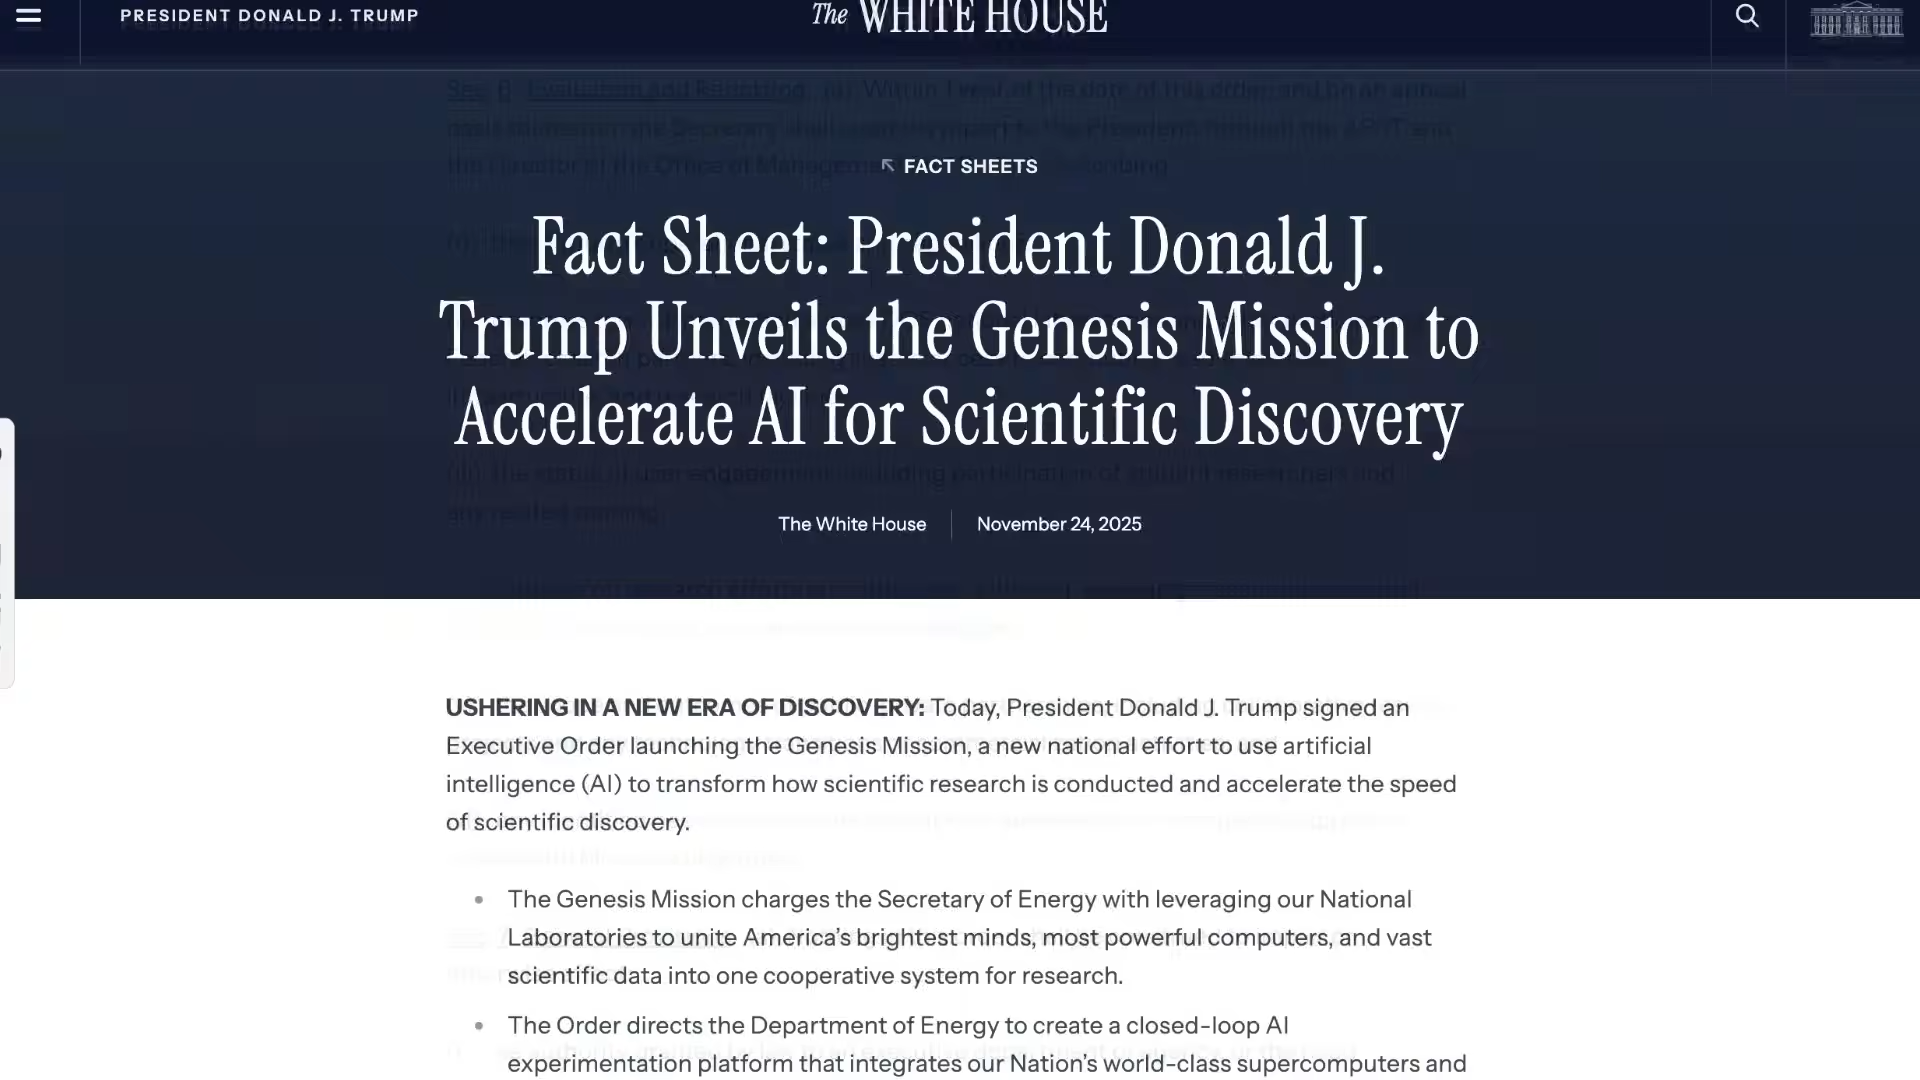 PRESIDENT DONALD J. TRUMP
The WHITE HOUSE
FACT SHEETS
Fact Sheet: President Donald J.
Trump Unveils the Genesis Mission to
Accelerate AI for Scientific Discovery
The White House
November 24, 2025
USHERING IN A NEW ERA OF DISCOVERY: Today, President Donald J. Trump signed an
Executive Order launching the Genesis Mission, a new national effort to use artificial
intelligence (AI) to transform how scientific research is conducted and accelerate the speed
of scientific discovery.
• The Genesis Mission charges the Secretary of Energy with leveraging our National
Laboratories to unite America’s brightest minds, most powerful computers, and vast
scientific data into one cooperative system for research.
• The Order directs the Department of Energy to create a closed-loop AI
experimentation platform that integrates our Nation’s world-class supercomputers and